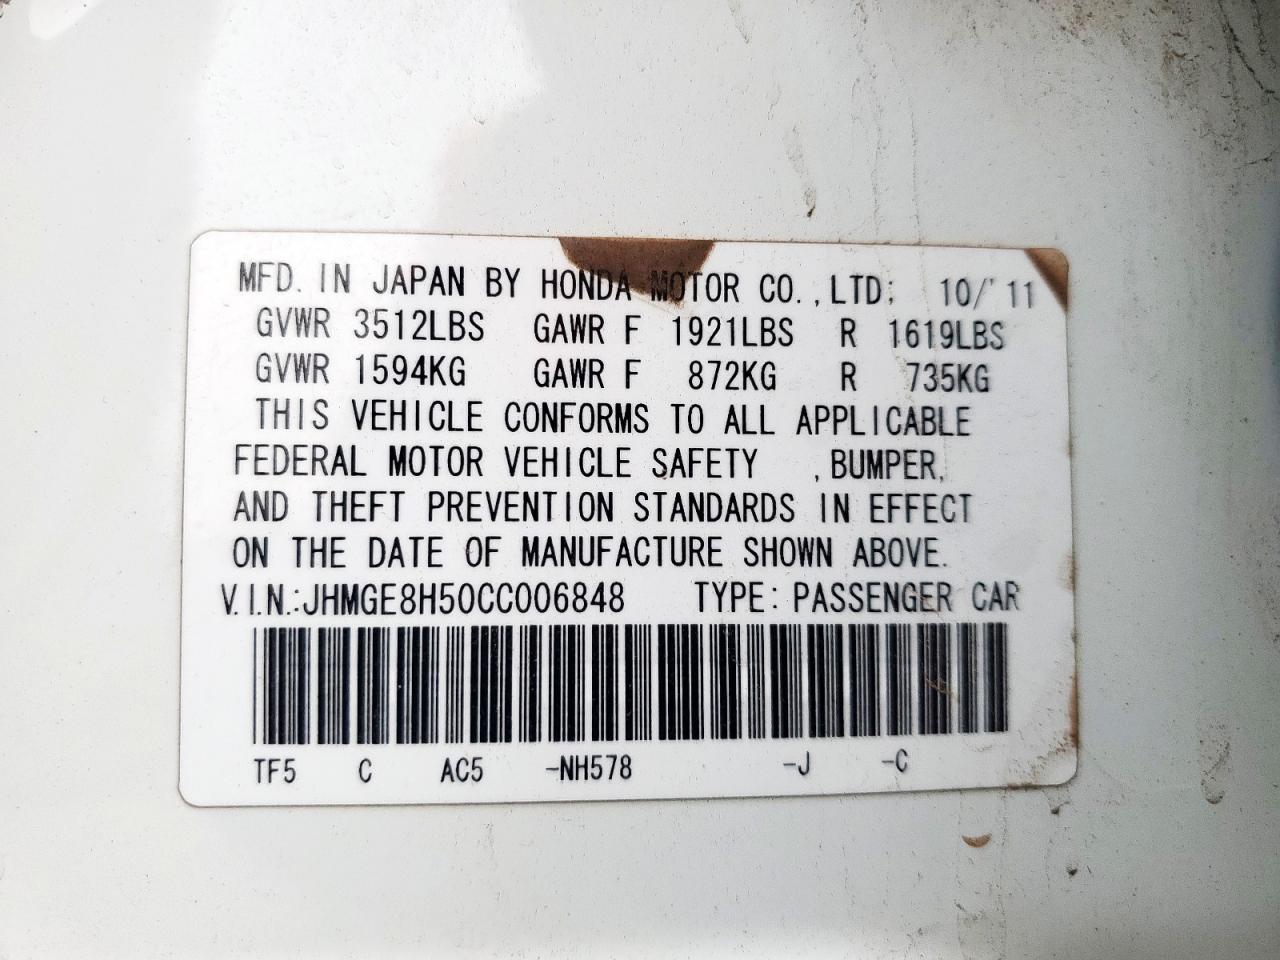 MFD. IN JAPAN BY HONDA MOTOR CO.,LTD; 10/'11
GVWR 3512LBS GAWR F 1921LBS R 1619LBS
GVWR 1594KG GAWR F 872KG R 735KG
THIS VEHICLE CONFORMS TO ALL APPLICABLE
FEDERAL MOTOR VEHICLE SAFETY ,BUMPER,
AND THEFT PREVENTION STANDARDS IN EFFECT
ON THE DATE OF MANUFACTURE SHOWN ABOVE.
V.I.N.:JHMGE8H50CC006848 TYPE:PASSENGER CAR
TF5 C AC5 -NH578 -J -C